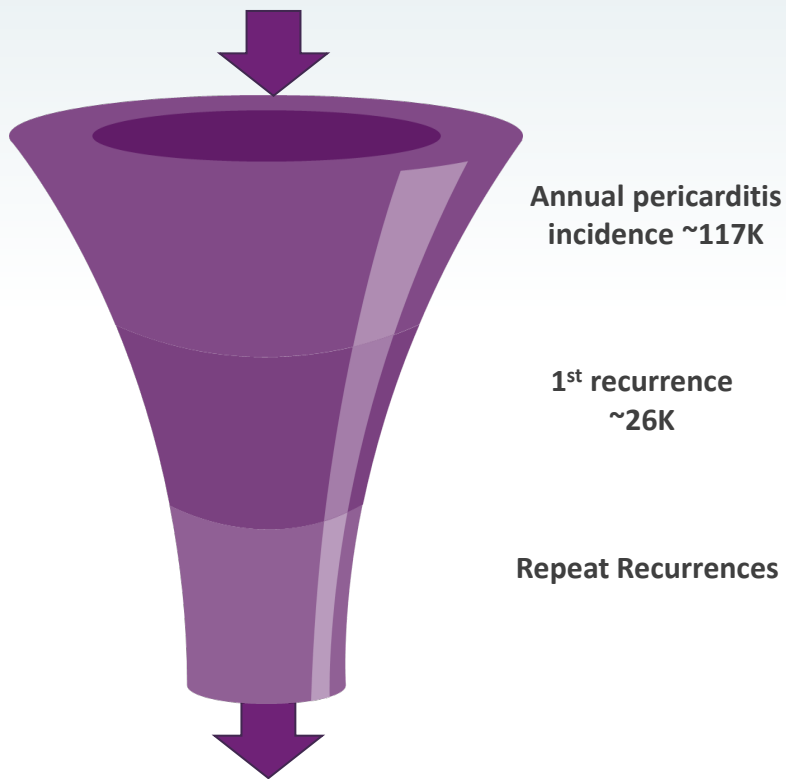 Annual pericarditis
incidence ~117K
1st recurrence
~26K
Repeat Recurrences